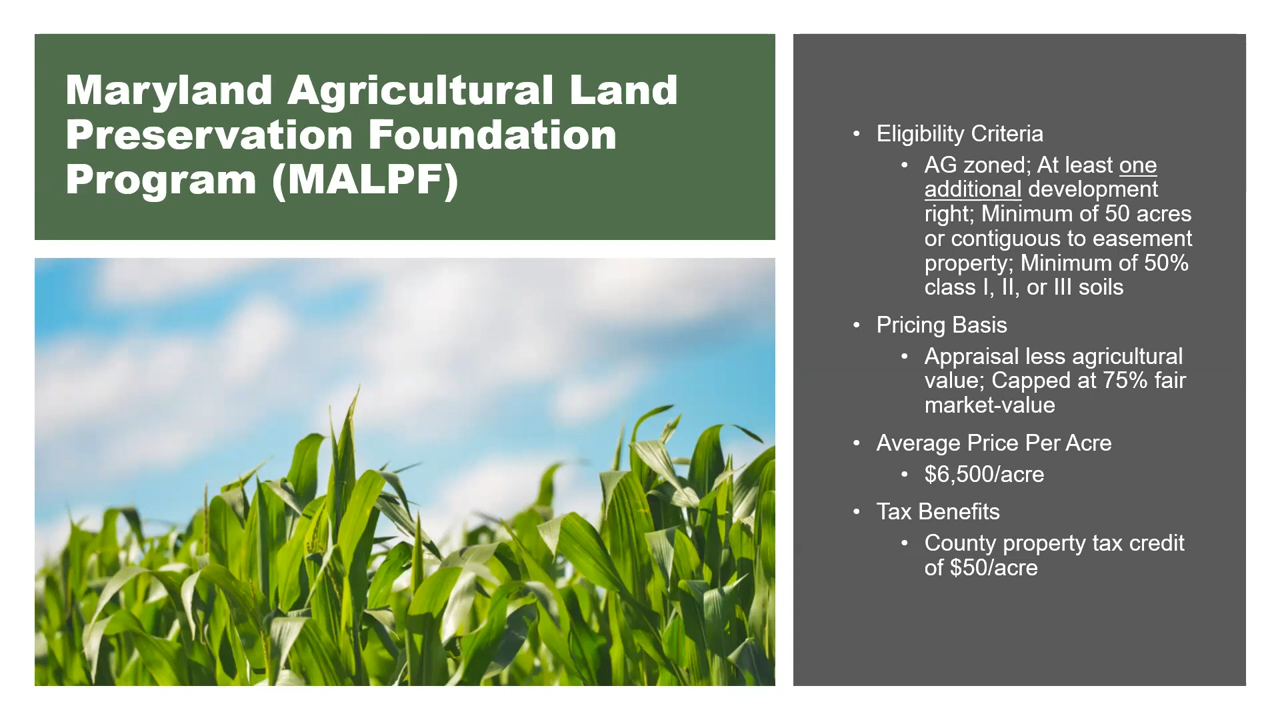 Maryland Agricultural Land
Preservation Foundation
Program (MALPF)
• Eligibility Criteria
• AG zoned; At least one
additional development
right; Minimum of 50 acres
or contiguous to easement
property; Minimum of 50%
class I, II, or III soils
• Pricing Basis
• Appraisal less agricultural
value; Capped at 75% fair
market-value
• Average Price Per Acre
• $6,500/acre
• Tax Benefits
• County property tax credit
of $50/acre